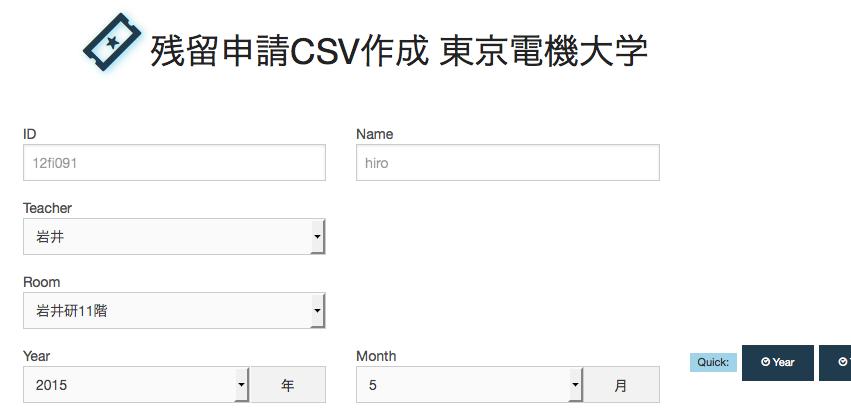 残留申請CSV作成 東京電機大学
ID Name
12fi091 hiro
Teacher
岩井
Room
岩井研11階
Year Month
Quick: Year
2015 年 5 月